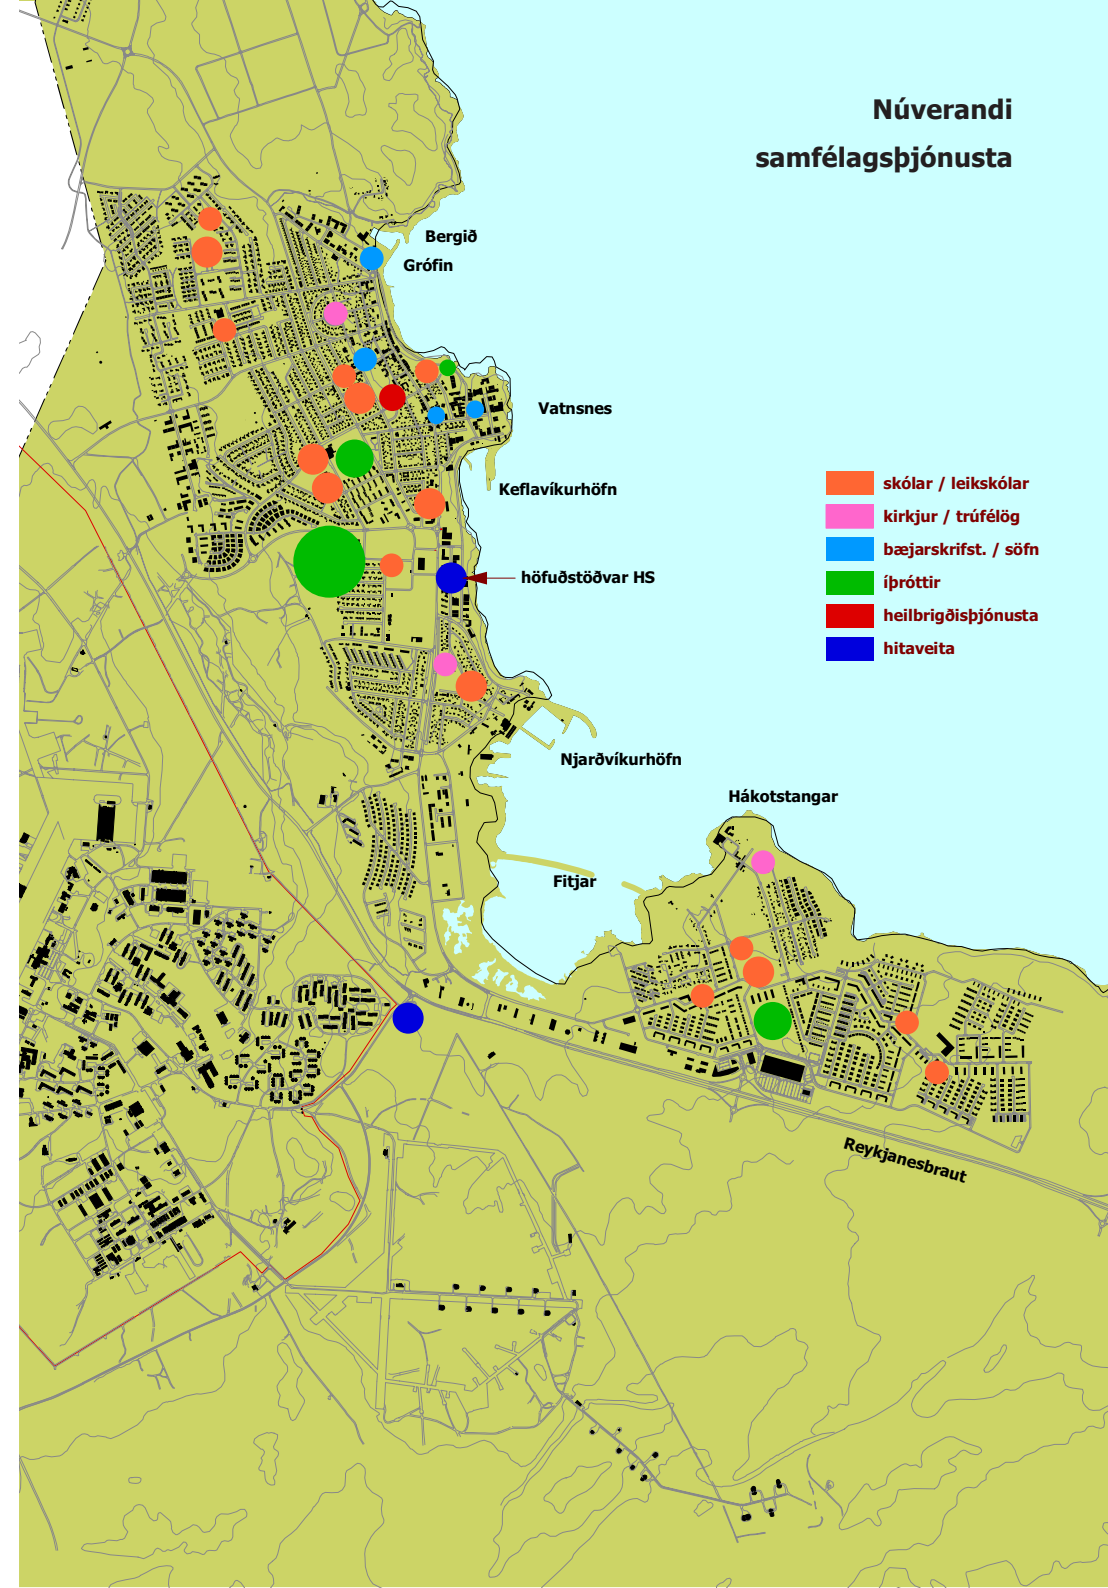 Núverandi
samfélagsþjónusta
Bergið
Grófin
Vatnsnes
Keflavíkurhöfn
skólar / leikskólar
kirkjur / trúfélög
bæjarskrifst. / söfn
íþróttir
heilbrigðisþjónusta
hitaveita
höfuðstöðvar HS
Njarðvíkurhöfn
Hákotstangar
Fitjar
Reykjanesbraut